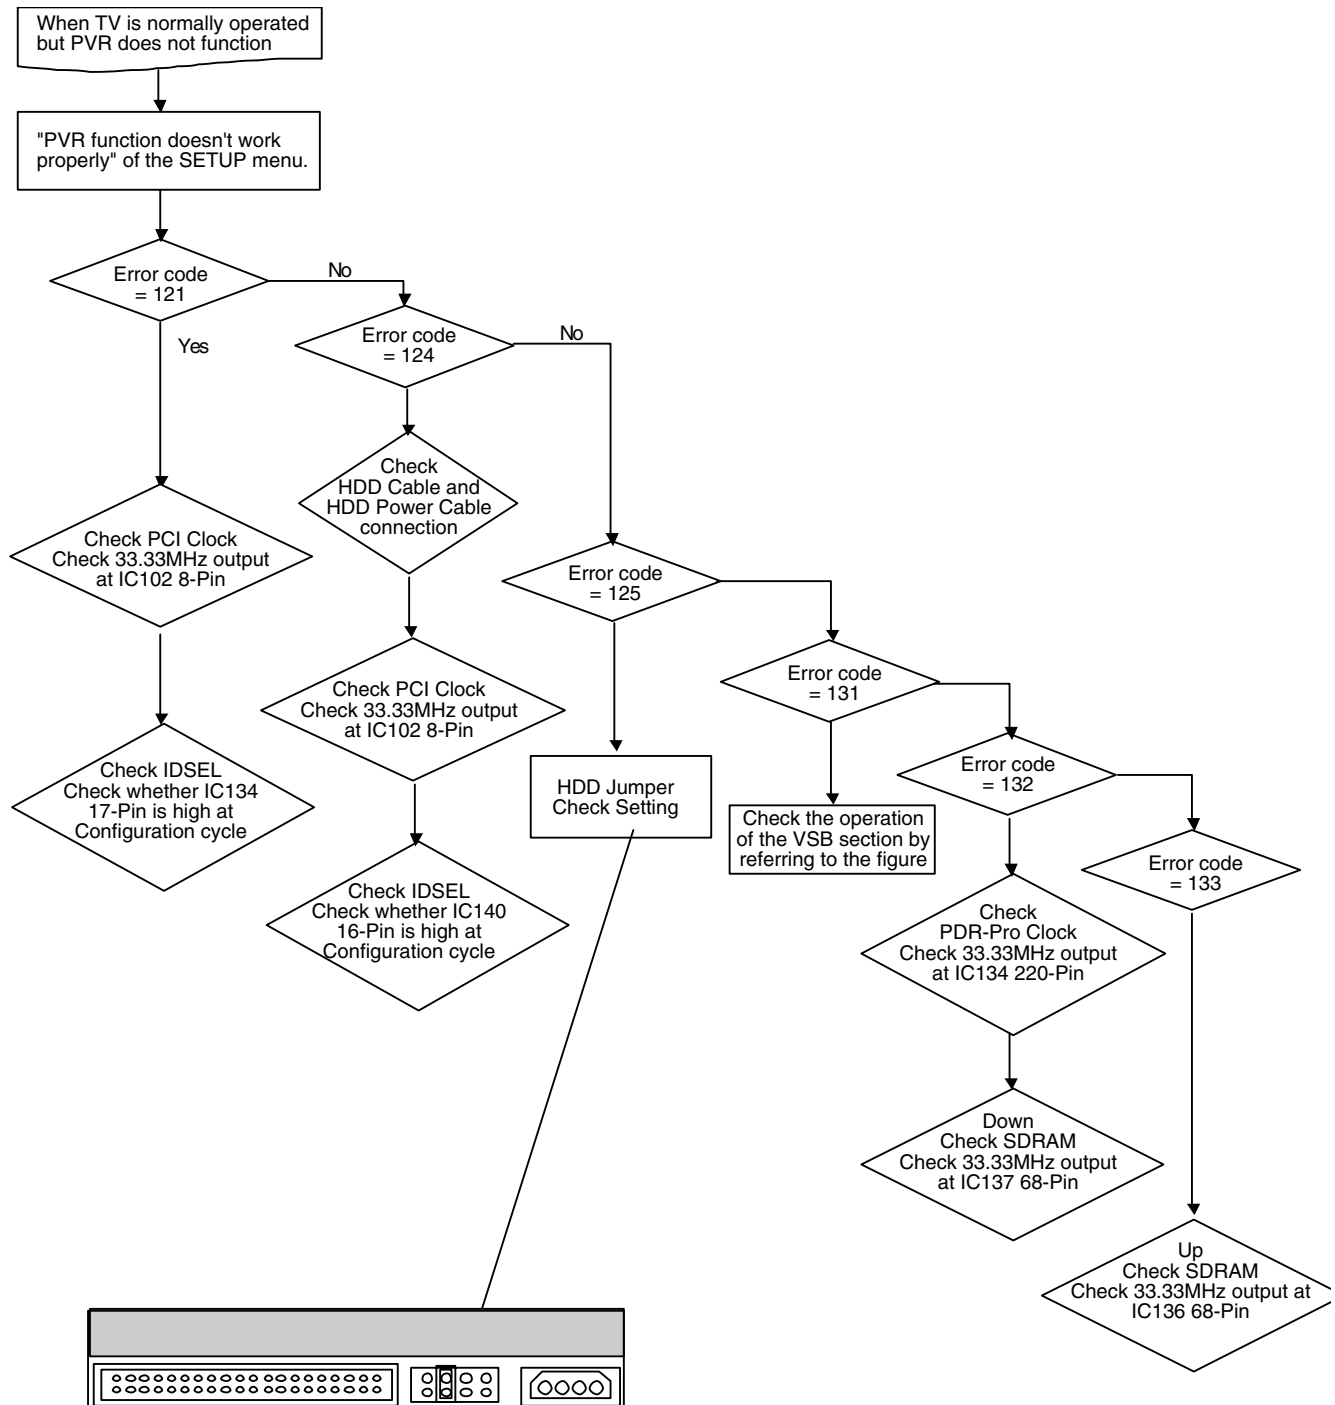 When TV is normally operated
but PVR does not function
"PVR function doesn't work
properly" of the SETUP menu.
Error code
= 121
No
Yes
Error code
= 124
No
Check
HDD Cable and
HDD Power Cable
connection
Check PCI Clock
Check 33.33MHz output
at IC102 8-Pin
Error code
= 125
Check PCI Clock
Check 33.33MHz output
at IC102 8-Pin
Error code
= 131
Check IDSEL
Check whether IC134
17-Pin is high at
Configuration cycle
HDD Jumper
Check Setting
Error code
= 132
Check the operation
of the VSB section by
referring to the figure
Error code
= 133
Check IDSEL
Check whether IC140
16-Pin is high at
Configuration cycle
Check
PDR-Pro Clock
Check 33.33MHz output
at IC134 220-Pin
Down
Check SDRAM
Check 33.33MHz output
at IC137 68-Pin
Up
Check SDRAM
Check 33.33MHz output at
IC136 68-Pin